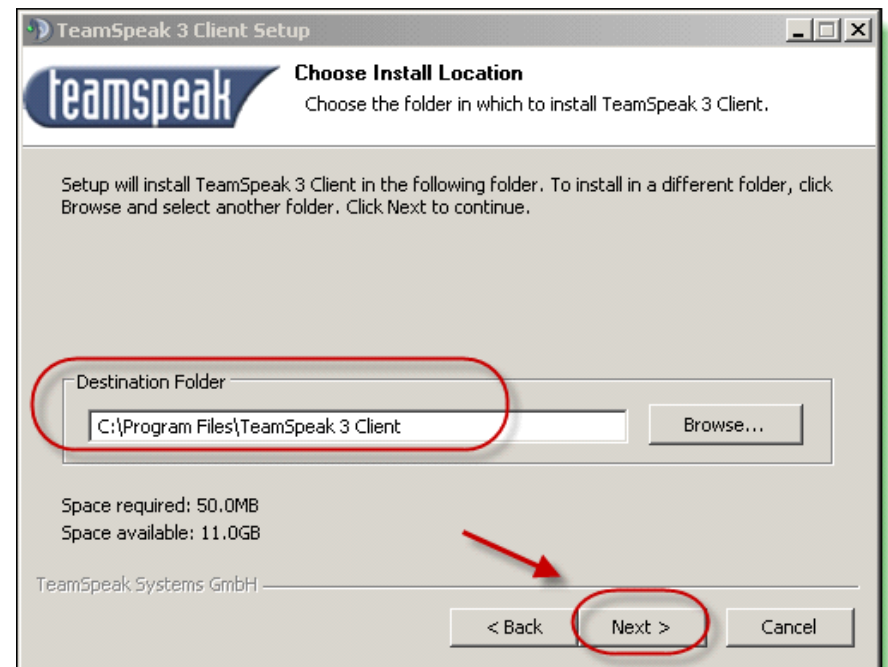 TeamSpeak 3 Client Setup
teamspeak
Choose Install Location
Choose the folder in which to install TeamSpeak 3 Client.
Setup will install TeamSpeak 3 Client in the following folder. To install in a different folder, click
Browse and select another folder. Click Next to continue.
Destination Folder
C:\Program Files\TeamSpeak 3 Client
Browse...
Space required: 50.0MB
Space available: 11.0GB
TeamSpeak Systems GmbH
< Back
Next >
Cancel